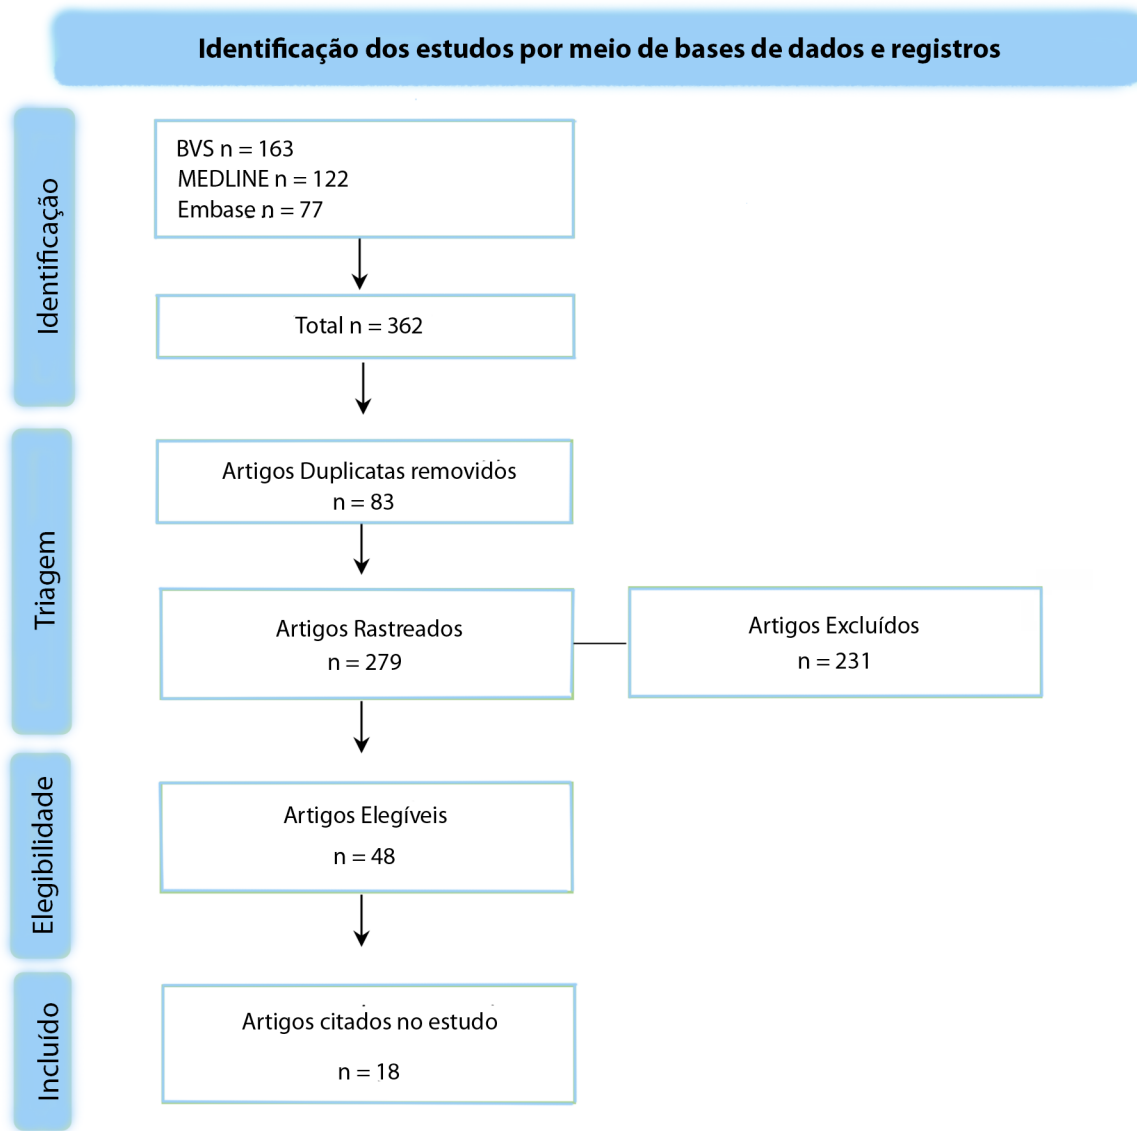 Identificação dos estudos por meio de bases de dados e registros
Identificação
BVS n = 163
MEDLINE n = 122
Embase n = 77
Total n = 362
Triagem
Artigos Duplicatas removidos
n = 83
Artigos Rastreados
n = 279
Artigos Excluídos
n = 231
Elegibilidade
Artigos Elegíveis
n = 48
Incluído
Artigos citados no estudo
n = 18